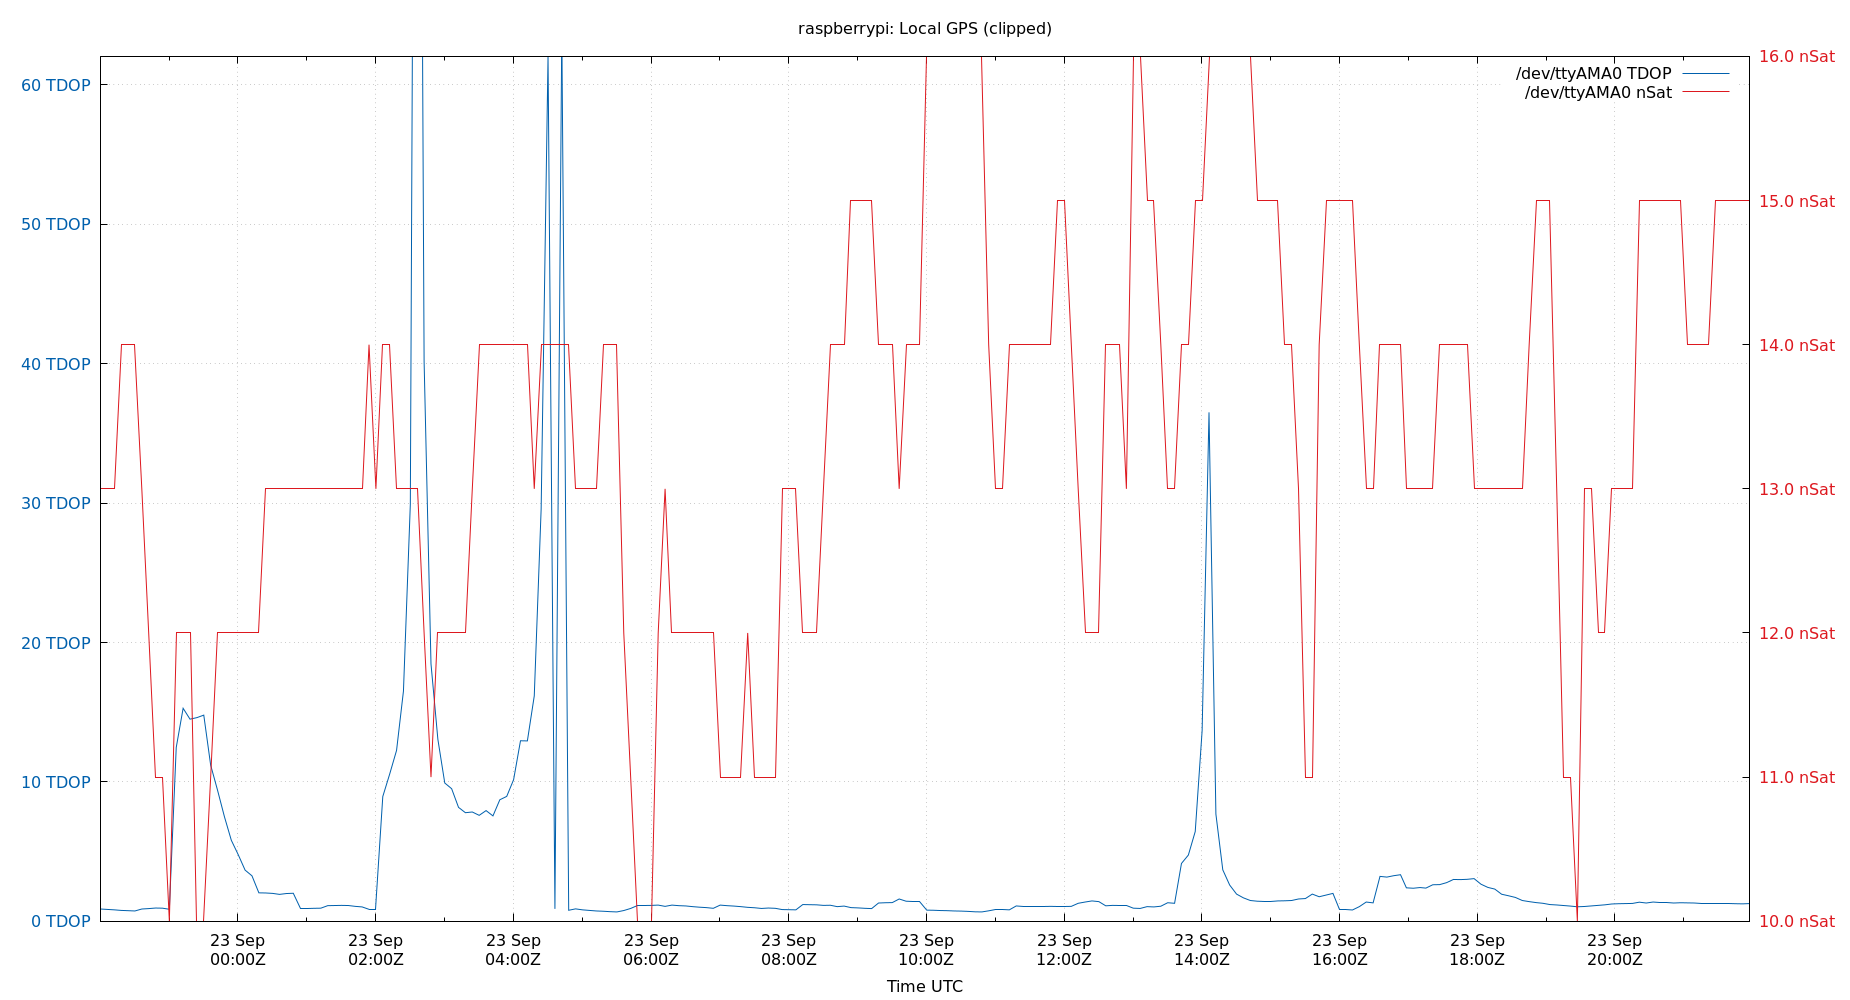 raspberrypi: Local GPS (clipped)
/dev/ttyAMA0 TDOP
/dev/ttyAMA0 nSat
60 TDOP
50 TDOP
40 TDOP
30 TDOP
20 TDOP
10 TDOP
0 TDOP
16.0 nSat
15.0 nSat
14.0 nSat
13.0 nSat
12.0 nSat
11.0 nSat
10.0 nSat
23 Sep
00:00Z
23 Sep
02:00Z
23 Sep
04:00Z
23 Sep
06:00Z
23 Sep
08:00Z
23 Sep
10:00Z
23 Sep
12:00Z
23 Sep
14:00Z
23 Sep
16:00Z
23 Sep
18:00Z
23 Sep
20:00Z
Time UTC